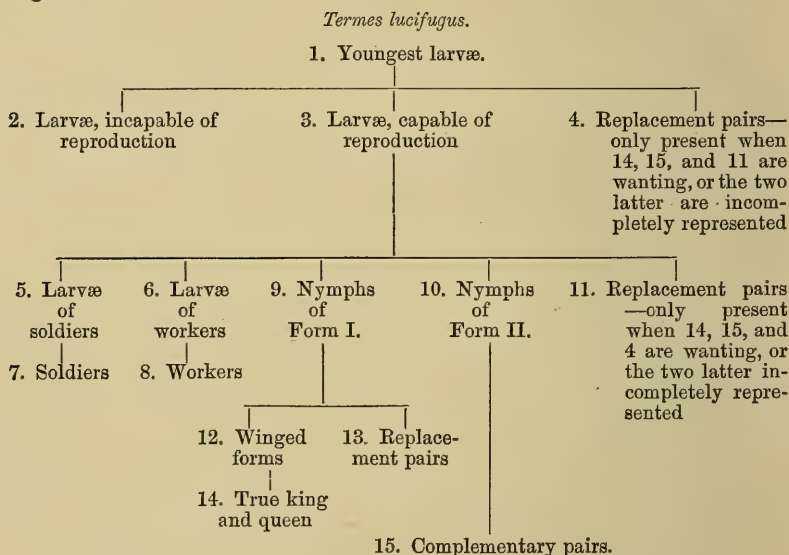 Termes lucifugus.
1. Youngest larvæ.
2. Larvæ, incapable of
reproduction
3. Larvæ, capable of
reproduction
4. Replacement pairs—
only present when
14, 15, and 11 are
wanting, or the two
latter are incom-
pletely represented
5. Larvæ
of
soldiers
6. Larvæ
of
workers
9. Nymphs
of
Form I.
10. Nymphs
of
Form II.
11. Replacement pairs
—only present
when 14, 15, and
4 are wanting, or
the two latter in-
completely repre-
sented
7. Soldiers
8. Workers
12. Winged
forms
13. Replace-
ment pairs
14. True king
and queen
15. Complementary pairs.